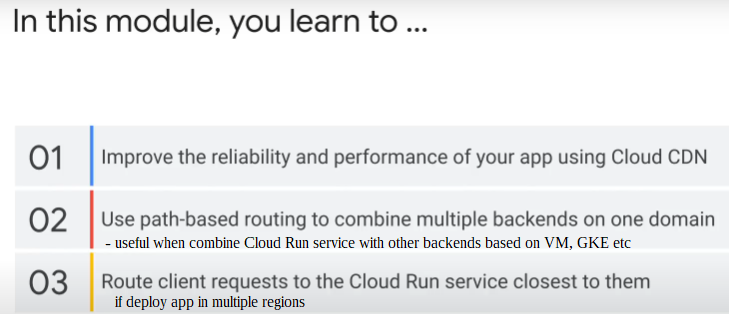 In this module, you learn to ...
01 Improve the reliability and performance of your app using Cloud CDN
02 Use path-based routing to combine multiple backends on one domain
- useful when combine Cloud Run service with other backends based on VM, GKE etc
03 Route client requests to the Cloud Run service closest to them
if deploy app in multiple regions